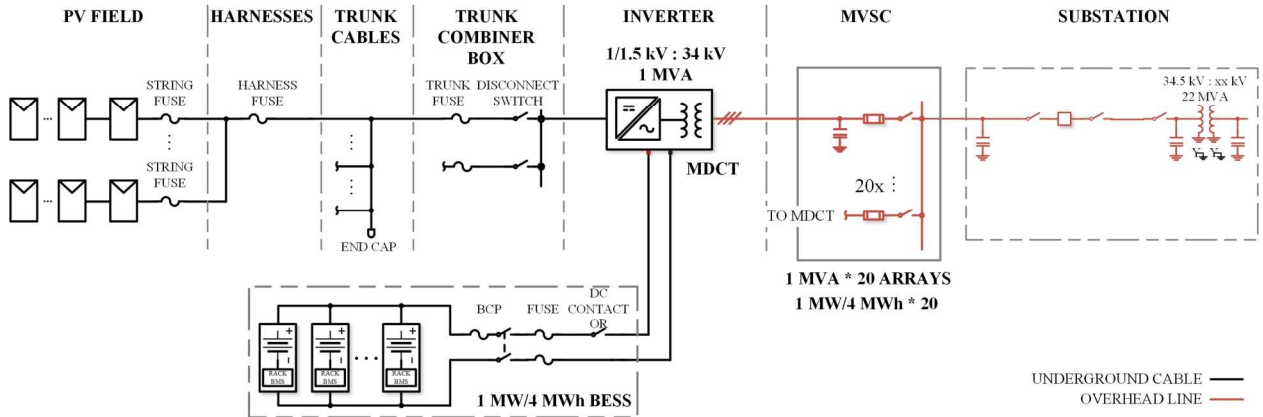 PV FIELD
HARNESSES
TRUNK
CABLES
TRUNK
COMBINER
BOX
INVERTER
MVSC
SUBSTATION
1/1.5 kV : 34 kV
1 MVA
34.5 kV : xx kV
22 MVA
STRING
FUSE
HARNESS
FUSE
TRUNK
FUSE
DISCONNECT
SWITCH
STRING
FUSE
MDCT
20x
TO MDCT
END CAP
1 MVA * 20 ARRAYS
1 MW/4 MWh * 20
BCP
FUSE
DC
CONTACT
OR
+
+
+
RACK
BMS
RACK
BMS
RACK
BMS
1 MW/4 MWh BESS
UNDERGROUND CABLE
OVERHEAD LINE